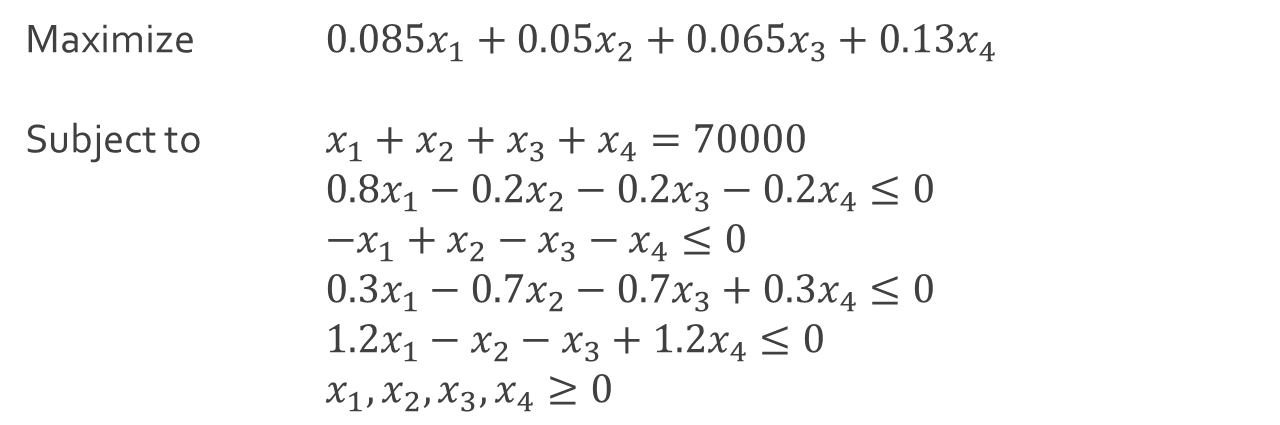 Maximize 0.085x₁ + 0.05x₂ + 0.065x₃ + 0.13x₄
Subject to x₁ + x₂ + x₃ + x₄ = 70000
0.8x₁ − 0.2x₂ − 0.2x₃ − 0.2x₄ ≤ 0
−x₁ + x₂ − x₃ − x₄ ≤ 0
0.3x₁ − 0.7x₂ − 0.7x₃ + 0.3x₄ ≤ 0
1.2x₁ − x₂ − x₃ + 1.2x₄ ≤ 0
x₁, x₂, x₃, x₄ ≥ 0